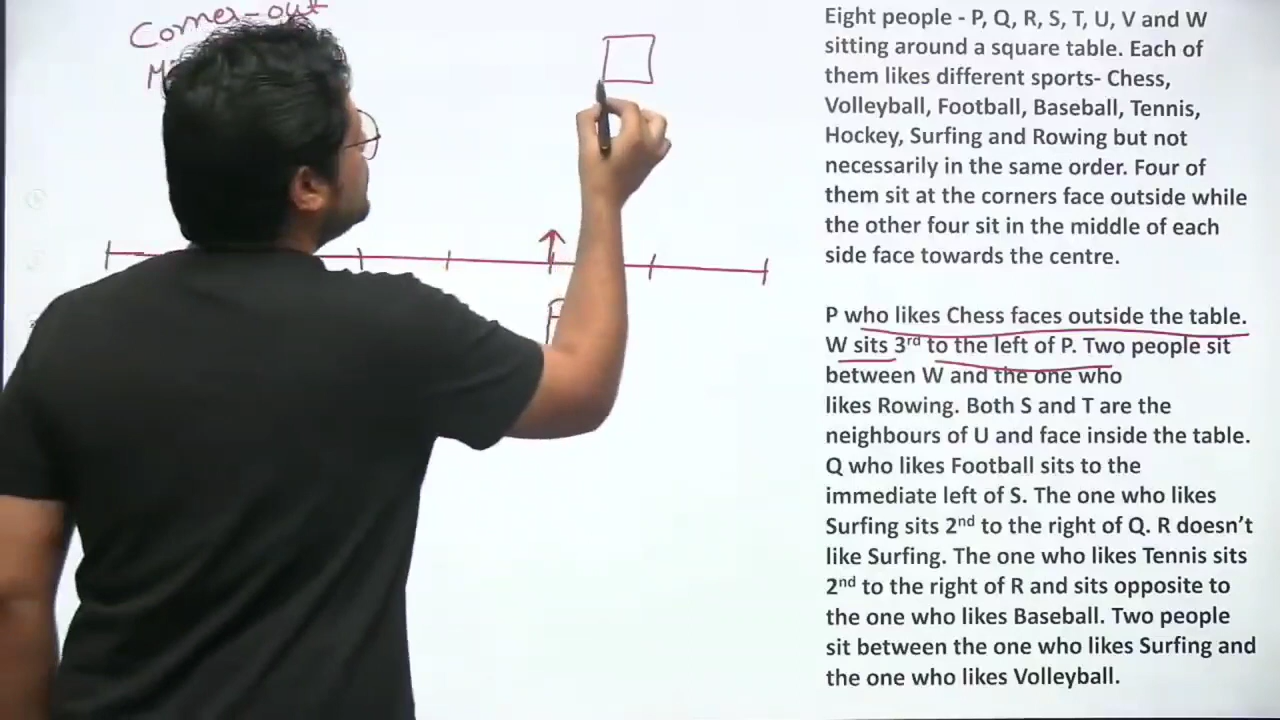 Corner-out
Eight people - P, Q, R, S, T, U, V and W
sitting around a square table. Each of
them likes different sports- Chess,
Volleyball, Football, Baseball, Tennis,
Hockey, Surfing and Rowing but not
necessarily in the same order. Four of
them sit at the corners face outside while
the other four sit in the middle of each
side face towards the centre.
P who likes Chess faces outside the table.
W sits 3rd to the left of P. Two people sit
between W and the one who
likes Rowing. Both S and T are the
neighbours of U and face inside the table.
Q who likes Football sits to the
immediate left of S. The one who likes
Surfing sits 2nd to the right of Q. R doesn’t
like Surfing. The one who likes Tennis sits
2nd to the right of R and sits opposite to
the one who likes Baseball. Two people
sit between the one who likes Surfing and
the one who likes Volleyball.